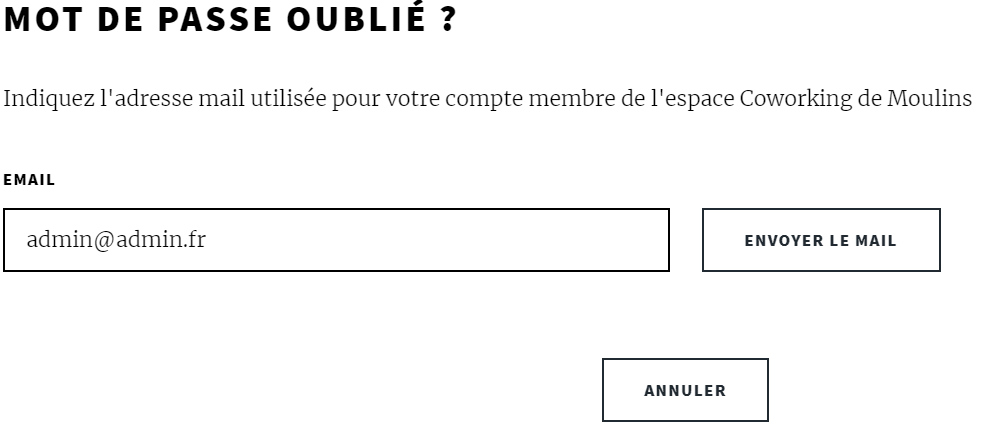 MOT DE PASSE OUBLIÉ ?
Indiquez l'adresse mail utilisée pour votre compte membre de l'espace Coworking de Moulins
EMAIL
admin@admin.fr
ENVOYER LE MAIL
ANNULER